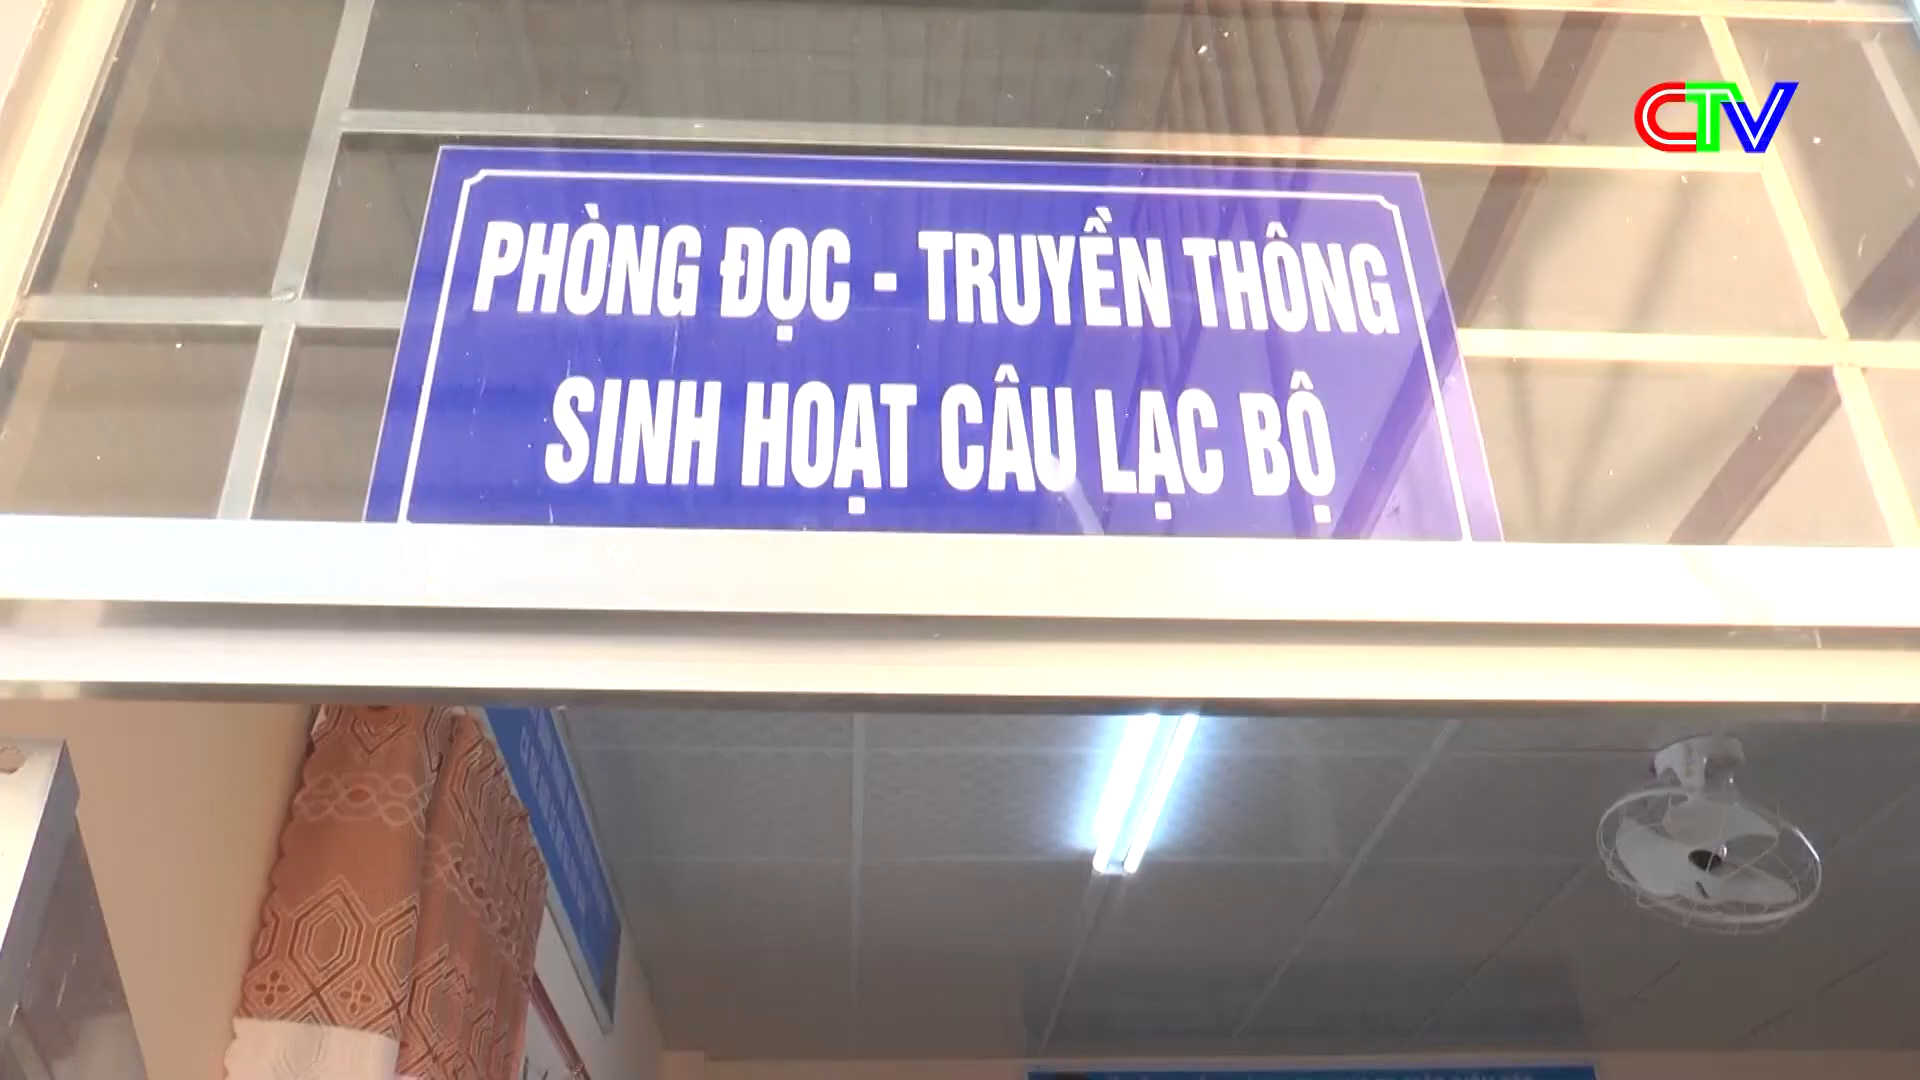 CTV
PHÒNG ĐỌC - TRUYỀN THÔNG
SINH HOẠT CÂU LẠC BỘ